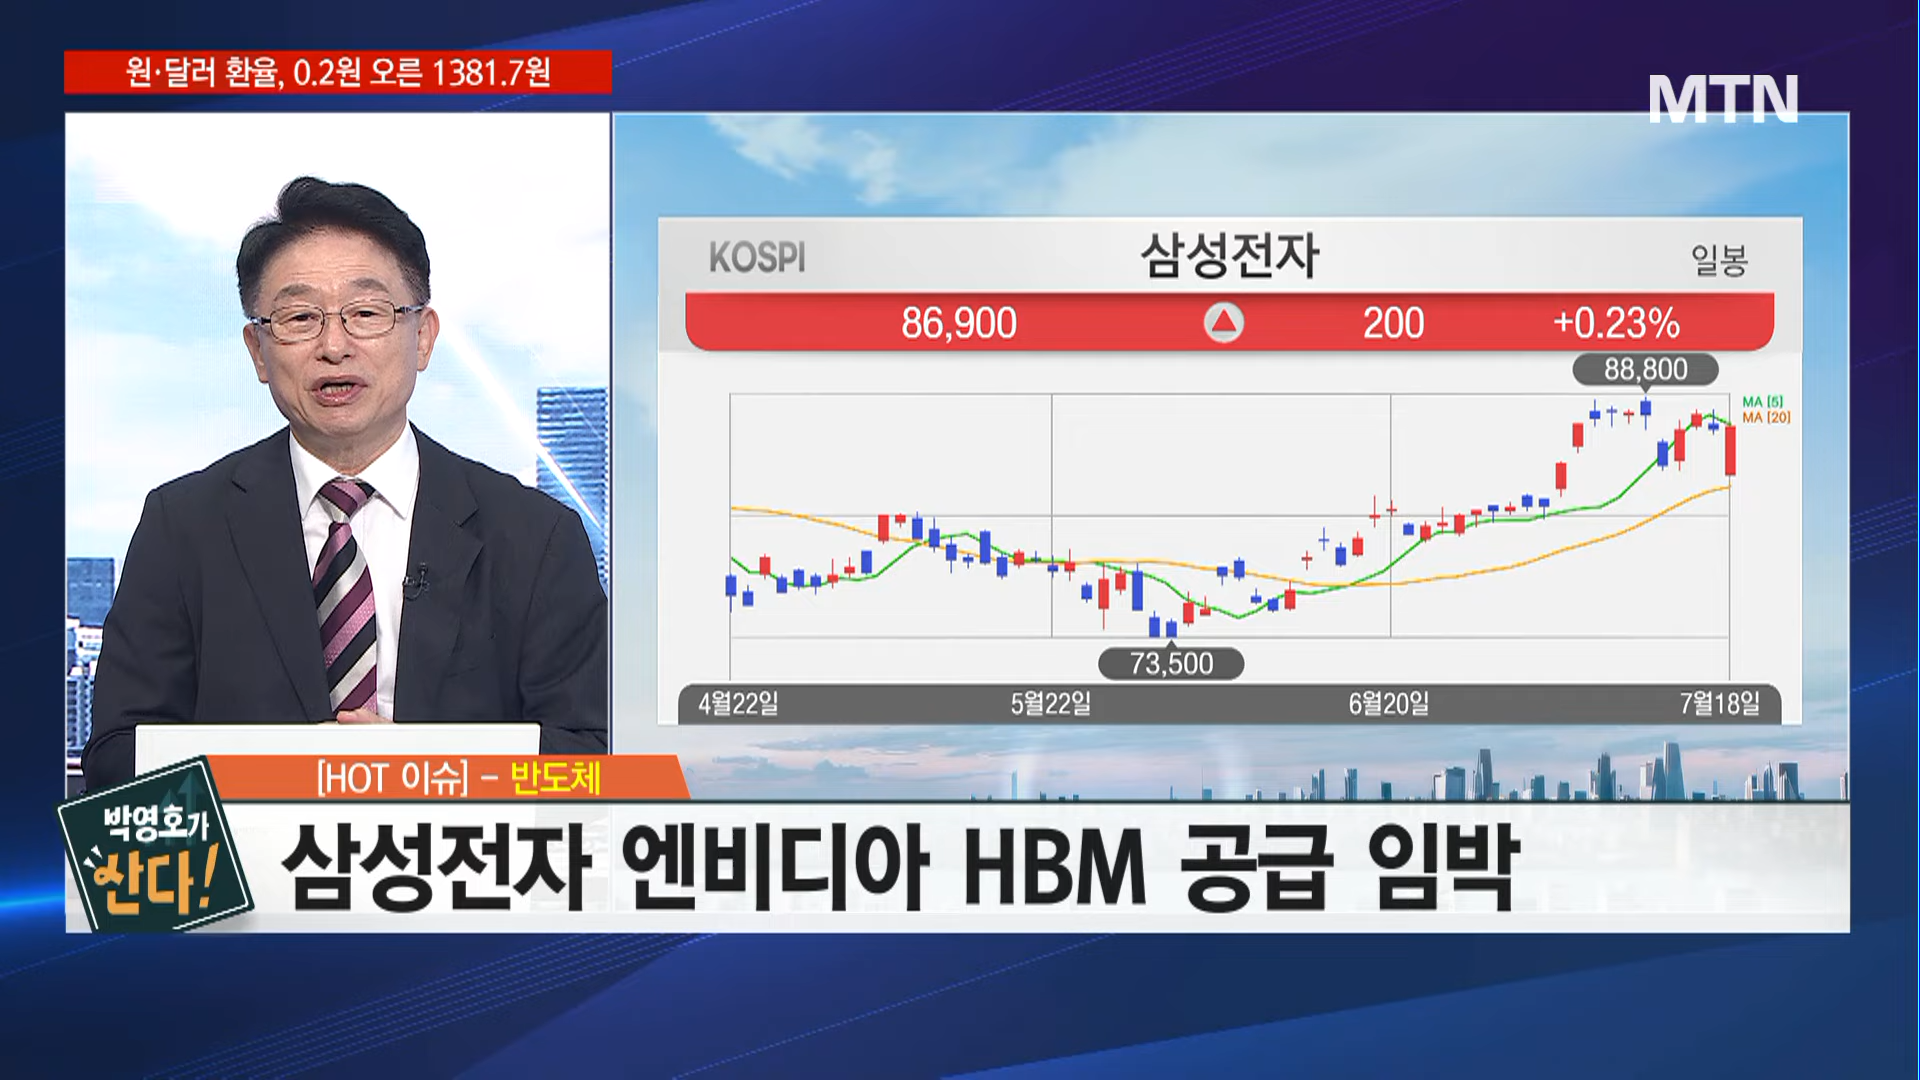 원·달러 환율, 0.2원 오른 1381.7원
MTN
KOSPI
삼성전자
일봉
86,900 ▲ 200 +0.23%
88,800
MA [5]
MA [20]
73,500
4월22일 5월22일 6월20일 7월18일
[HOT 이슈] - 반도체
박영호가
산다!
삼성전자 엔비디아 HBM 공급 임박